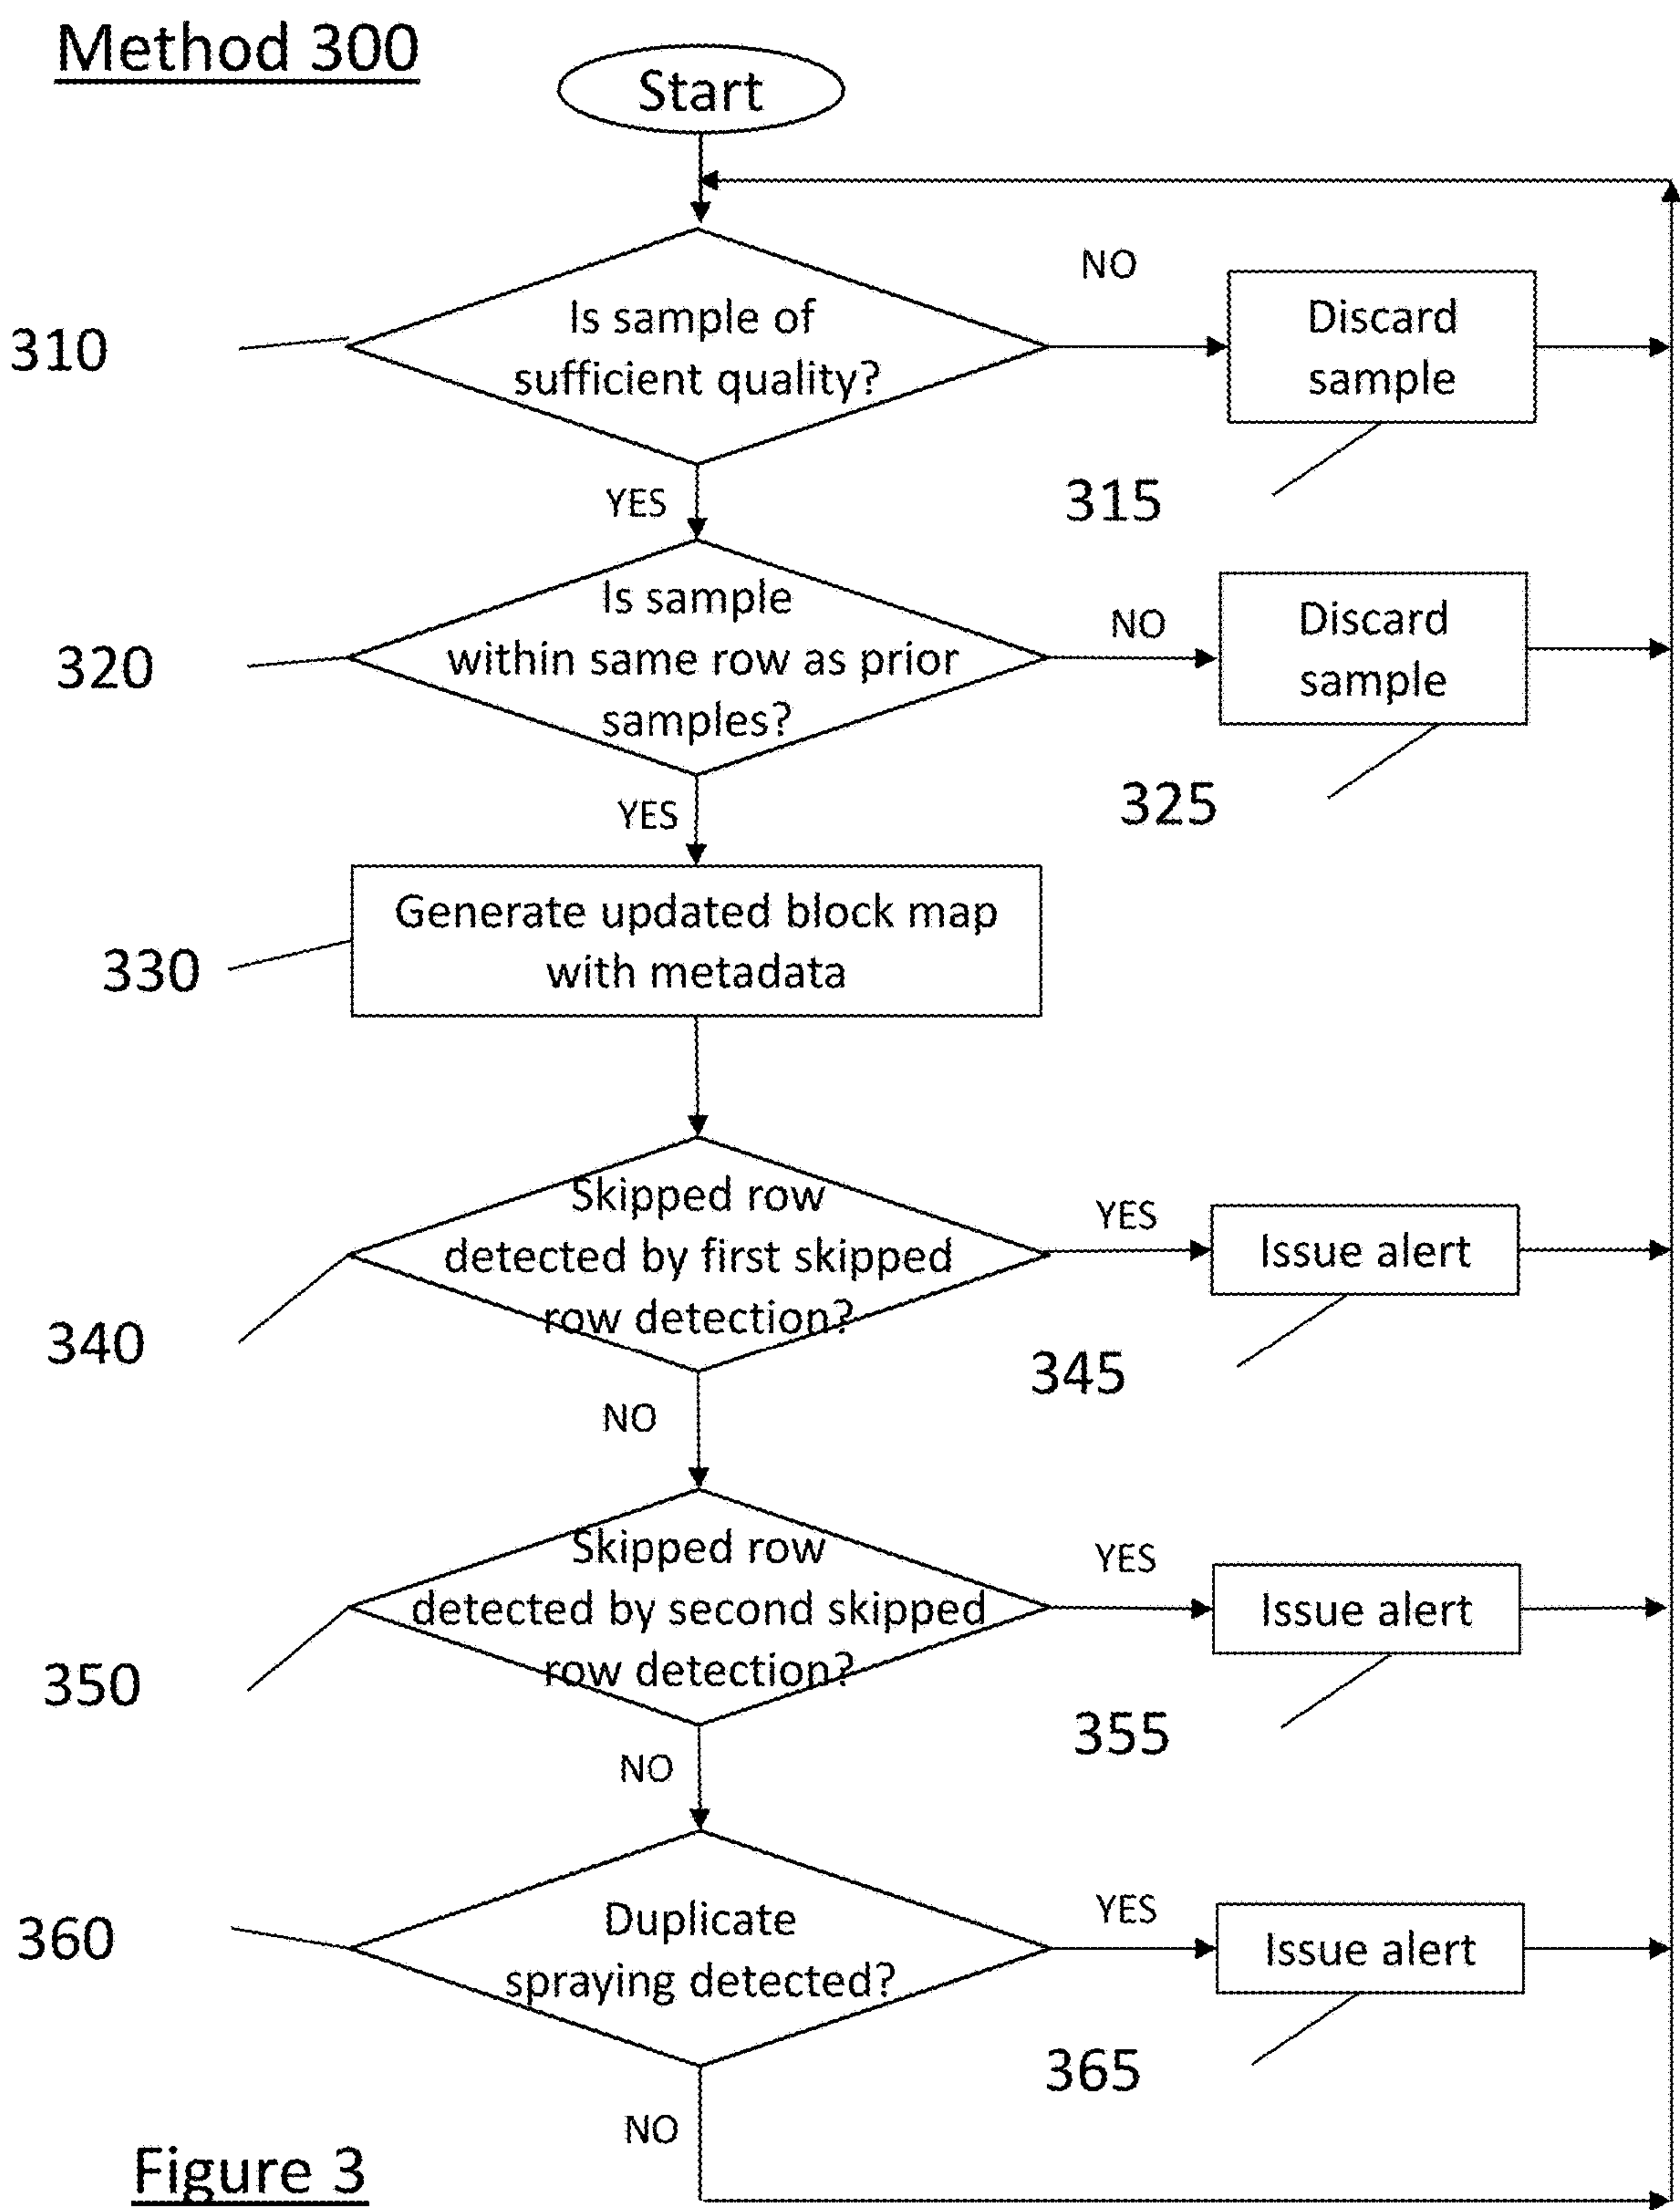 Method 300
Start
Is sample of
sufficient quality?
NO
Discard
sample
310
315
YES
Is sample
within same row as prior
samples?
NO
Discard
sample
320
325
YES
Generate updated block map
with metadata
330
Skipped row
detected by first skipped
row detection?
YES
Issue alert
340
345
NO
Skipped row
detected by second skipped
row detection?
YES
Issue alert
350
355
NO
Duplicate
spraying detected?
YES
Issue alert
360
365
NO
Figure 3